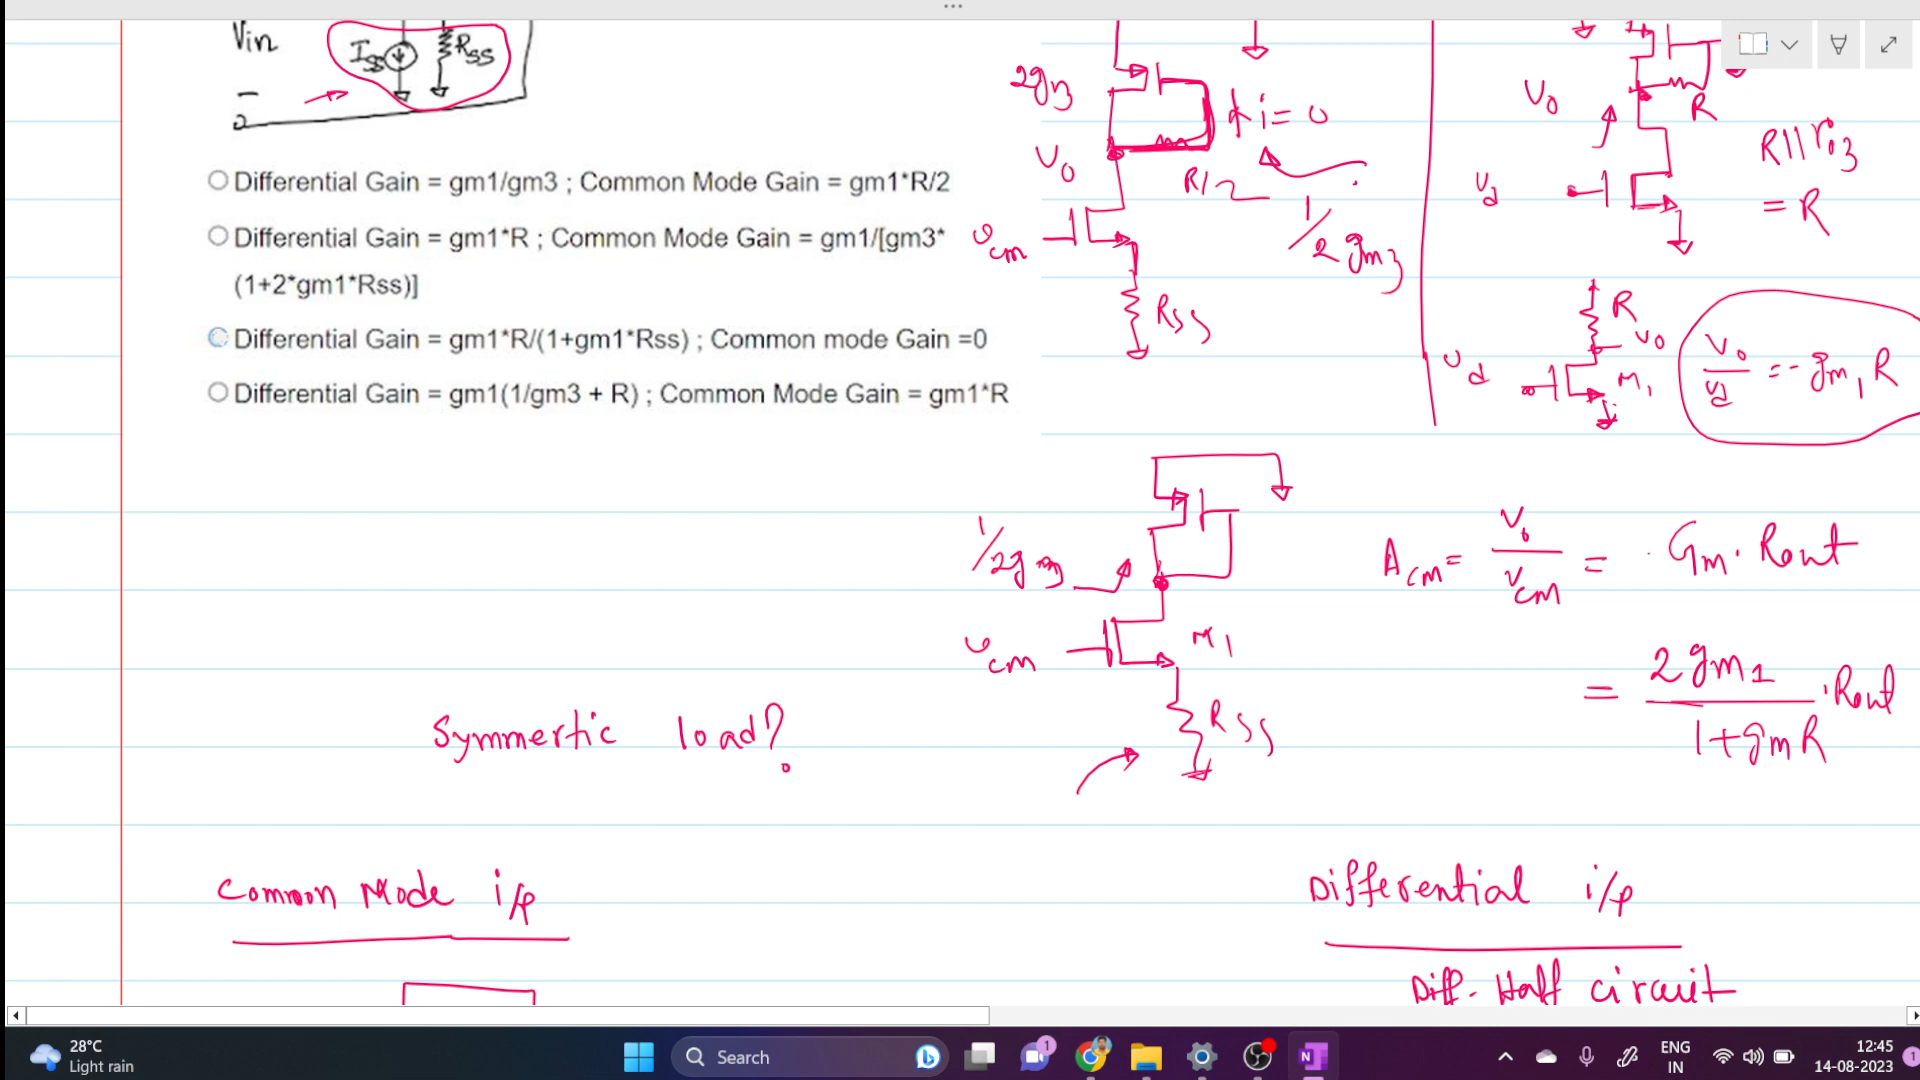 Vin
Iss
Rss
Differential Gain = gm1/gm3 ; Common Mode Gain = gm1*R/2
Differential Gain = gm1*R ; Common Mode Gain = gm1/[gm3*
(1+2*gm1*Rss)]
Differential Gain = gm1*R/(1+gm1*Rss) ; Common mode Gain =0
Differential Gain = gm1(1/gm3 + R) ; Common Mode Gain = gm1*R
2gm3
i = 0
Vo
R/2
1/2gm3
Vcm
Rss
Vo
R
R||ro3
= R
Vd
R
Vo
Vd
M1
Vo/Vd = -gm1R
1/2gm3
Vcm
M1
Rss
Acm = Vo/Vcm = Gm.Rout
= 2gm1/1+gmR .Rout
Symmertic load?
Common Mode i/p
Differential i/p
Diff. Half circuit
28°C
Light rain
Search
1
ENG
IN
12:45
14-08-2023
1